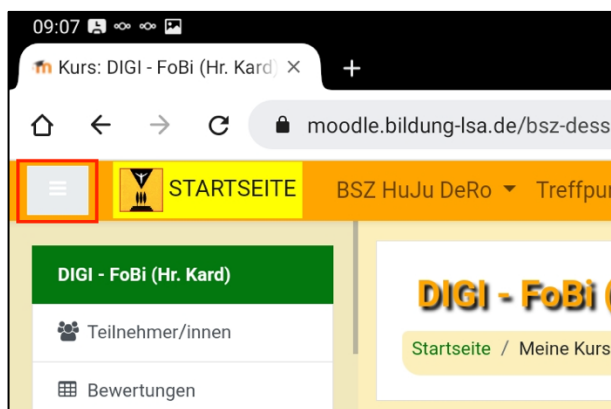 09:07
Kurs: DIGI - FoBi (Hr. Kard)
moodle.bildung-lsa.de/bsz-dess
STARTSEITE BSZ HuJu DeRo Treffpu
DIGI - FoBi (Hr. Kard)
DIGI - FoBi (
Teilnehmer/innen
Startseite / Meine Kurs
Bewertungen